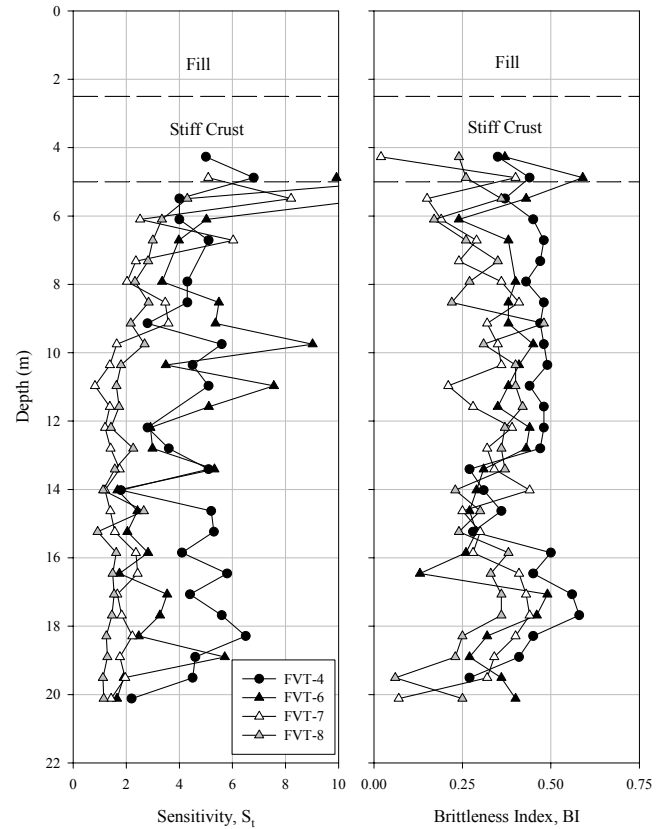 0
2
4
6
8
10
12
14
16
18
20
22
Depth (m)
Fill
Stiff Crust
FVT-4
FVT-6
FVT-7
FVT-8
0 2 4 6 8 10
Sensitivity, St
Fill
Stiff Crust
0.00 0.25 0.50 0.75
Brittleness Index, BI